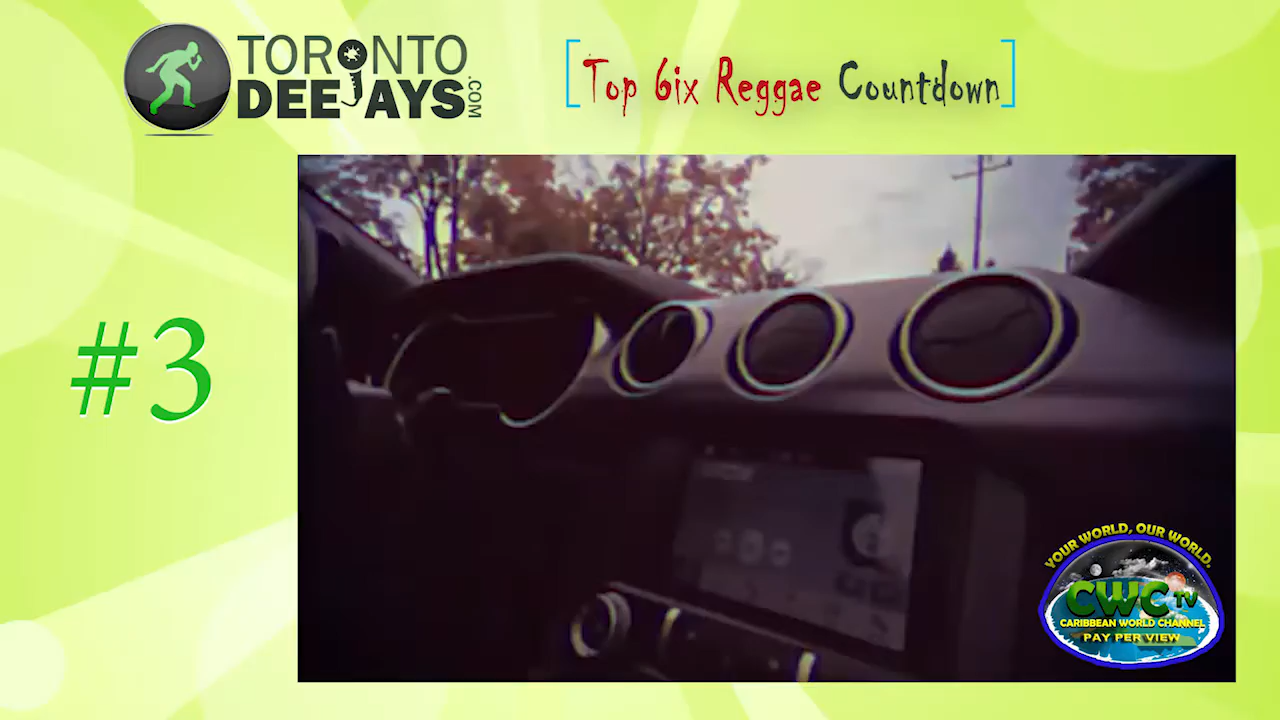 TORONTO
DEEJAYS.COM
[Top 6ix Reggae Countdown]
#3
YOUR WORLD, OUR WORLD.
CWC TV
CARIBBEAN WORLD CHANNEL
PAY PER VIEW